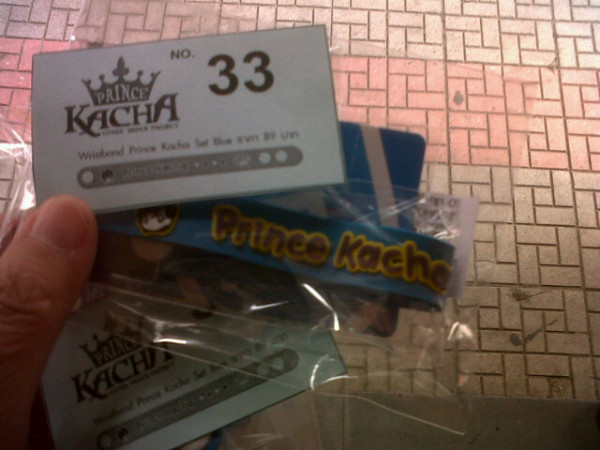 NO. 33
PRINCE
KACHA
Wristband Prince Kacha Set Blue ราคา 89 บาท
Prince Kacha
PRINCE
KACHA
Wristband Prince Kacha Set Blue